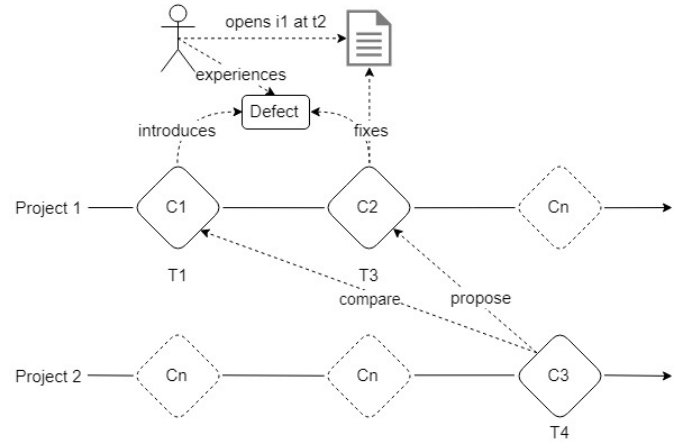 opens i1 at t2
experiences
Defect
introduces
fixes
Project 1
C1
C2
Cn
T1
T3
compare
propose
Project 2
Cn
Cn
C3
T4